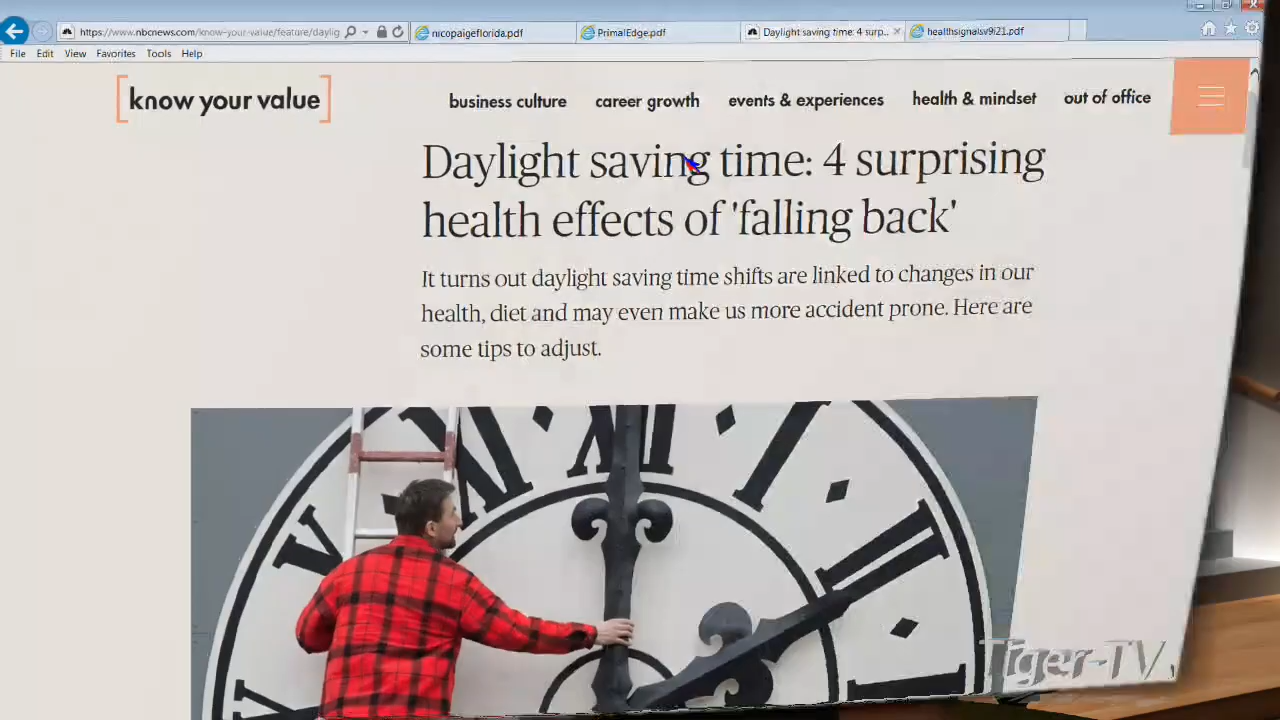 https://www.nbcnews.com/know-your-value/feature/daylig
nicopaigeflorida.pdf
PrimalEdge.pdf
Daylight saving time: 4 surp...
healthsignalsv9i21.pdf
File Edit View Favorites Tools Help
[know your value]
business culture career growth events & experiences health & mindset out of office
Daylight saving time: 4 surprising
health effects of 'falling back'
It turns out daylight saving time shifts are linked to changes in our
health, diet and may even make us more accident prone. Here are
some tips to adjust.
Tiger-TV